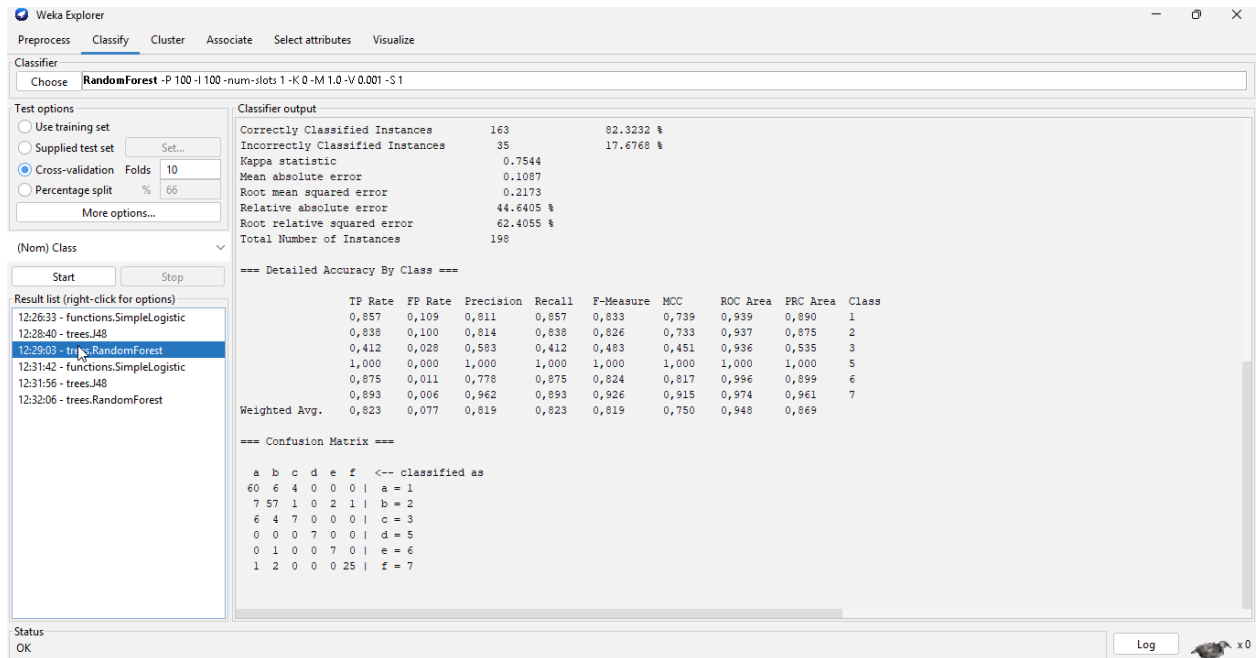 Weka Explorer
Preprocess Classify Cluster Associate Select attributes Visualize
Classifier
Choose RandomForest -P 100 -I 100 -num-slots 1 -K 0 -M 1.0 -V 0.001 -S 1
Test options
Use training set
Supplied test set Set...
Cross-validation Folds 10
Percentage split % 66
More options...
(Nom) Class
Start Stop
Result list (right-click for options)
12:26:33 - functions.SimpleLogistic
12:28:40 - trees.J48
12:29:03 - trees.RandomForest
12:31:42 - functions.SimpleLogistic
12:31:56 - trees.J48
12:32:06 - trees.RandomForest
Classifier output
Correctly Classified Instances 163 82.3232 %
Incorrectly Classified Instances 35 17.6768 %
Kappa statistic 0.7544
Mean absolute error 0.1087
Root mean squared error 0.2173
Relative absolute error 44.6405 %
Root relative squared error 62.4055 %
Total Number of Instances 198
=== Detailed Accuracy By Class ===
TP Rate FP Rate Precision Recall F-Measure MCC ROC Area PRC Area Class
0,857 0,109 0,811 0,857 0,833 0,739 0,939 0,890 1
0,838 0,100 0,814 0,838 0,826 0,733 0,937 0,875 2
0,412 0,028 0,583 0,412 0,483 0,451 0,936 0,535 3
1,000 0,000 1,000 1,000 1,000 1,000 1,000 1,000 5
0,875 0,011 0,778 0,875 0,824 0,817 0,996 0,899 6
0,893 0,006 0,962 0,893 0,926 0,915 0,974 0,961 7
Weighted Avg. 0,823 0,077 0,819 0,823 0,819 0,750 0,948 0,869
=== Confusion Matrix ===
a b c d e f <-- classified as
60 6 4 0 0 0 | a = 1
7 57 1 0 2 1 | b = 2
6 4 7 0 0 0 | c = 3
0 0 0 7 0 0 | d = 5
0 1 0 0 7 0 | e = 6
1 2 0 0 0 25 | f = 7
Status
OK
Log
x 0